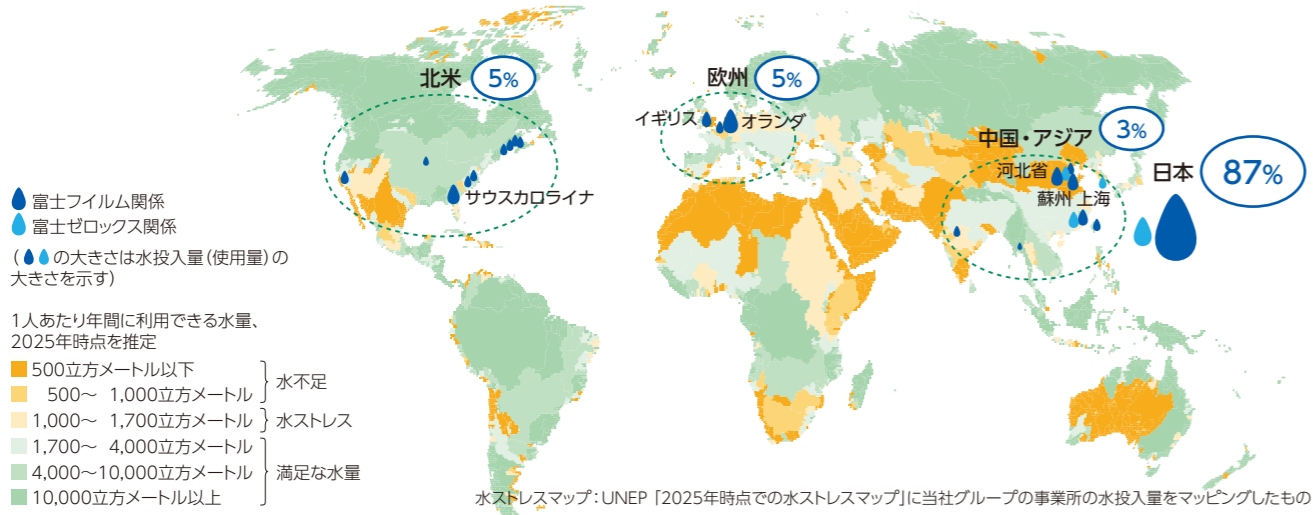 北米 5%
欧州 5%
イギリス オランダ
中国・アジア 3%
河北省
日本 87%
蘇州 上海
サウスカロライナ
富士フイルム関係
富士ゼロックス関係
(の大きさは水投入量(使用量)の
大きさを示す)
1人あたり年間に利用できる水量、
2025年時点を推定
500立方メートル以下
500〜 1,000立方メートル
水不足
1,000〜 1,700立方メートル 水ストレス
1,700〜 4,000立方メートル
4,000〜10,000立方メートル 満足な水量
10,000立方メートル以上
水ストレスマップ:UNEP「2025年時点での水ストレスマップ」に当社グループの事業所の水投入量をマッピングしたもの